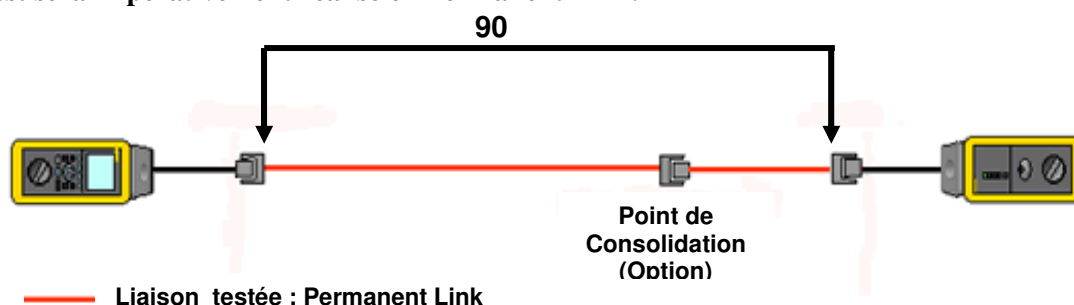 90
Point de
Consolidation
(Option)
Liaison testée : Permanent Link